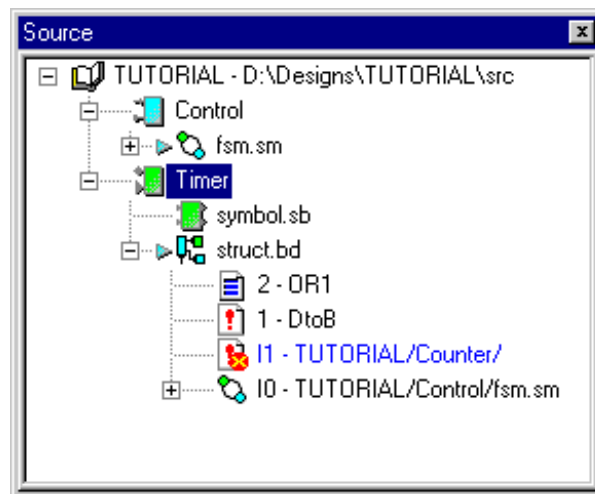 Source
TUTORIAL - D:\Designs\TUTORIAL\src
Control
fsm.sm
Timer
symbol.sb
struct.bd
2 - OR1
1 - DtoB
I1 - TUTORIAL/Counter/
I0 - TUTORIAL/Control/fsm.sm